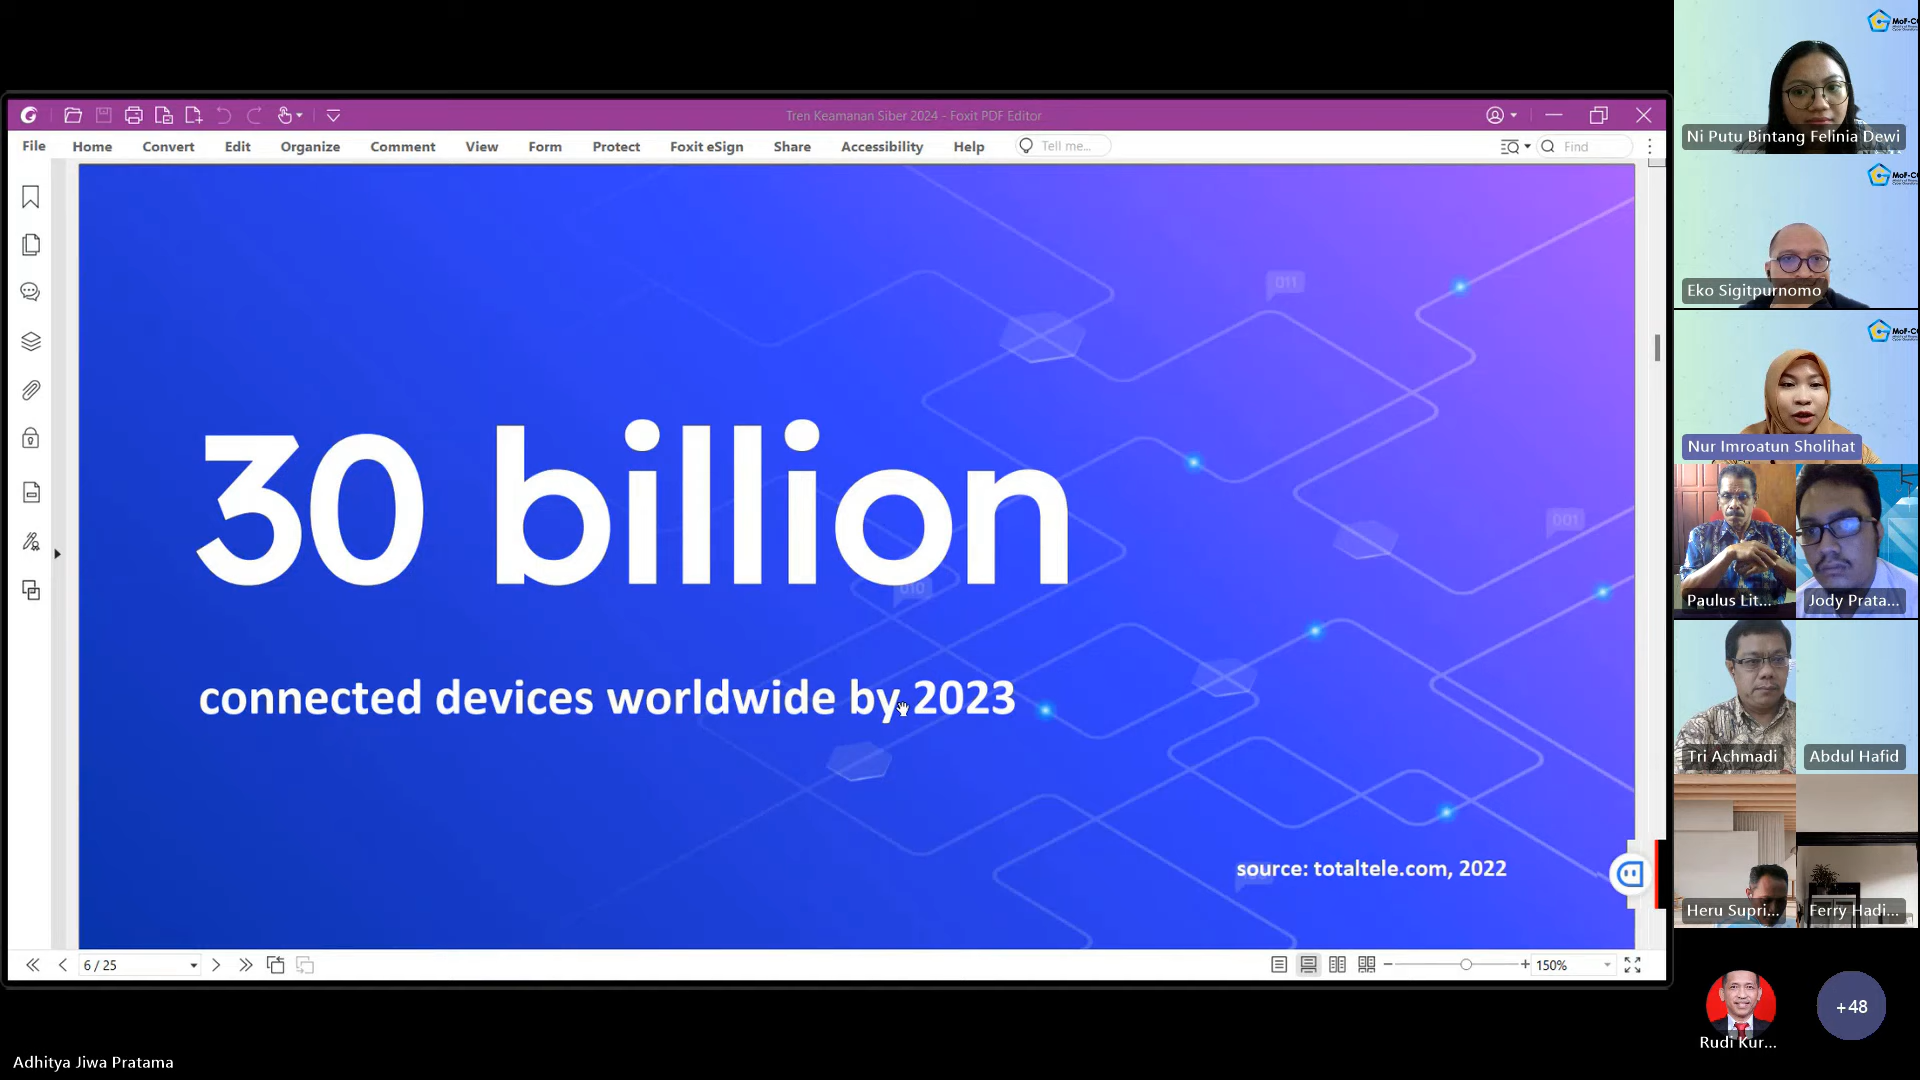 Tren Keamanan Siber 2024 - Foxit PDF Editor
File Home Convert Edit Organize Comment View Form Protect Foxit eSign Share Accessibility Help Tell me... Find
011
001
010
30 billion
connected devices worldwide by 2023
source: totaltele.com, 2022
6 / 25
150%
Adhitya Jiwa Pratama
Ni Putu Bintang Felinia Dewi
Eko Sigitpurnomo
Nur Imroatun Sholihat
Paulus Lit...
Jody Prata...
Tri Achmadi
Abdul Hafid
Heru Supri...
Ferry Hadi...
Rudi Kur...
+48